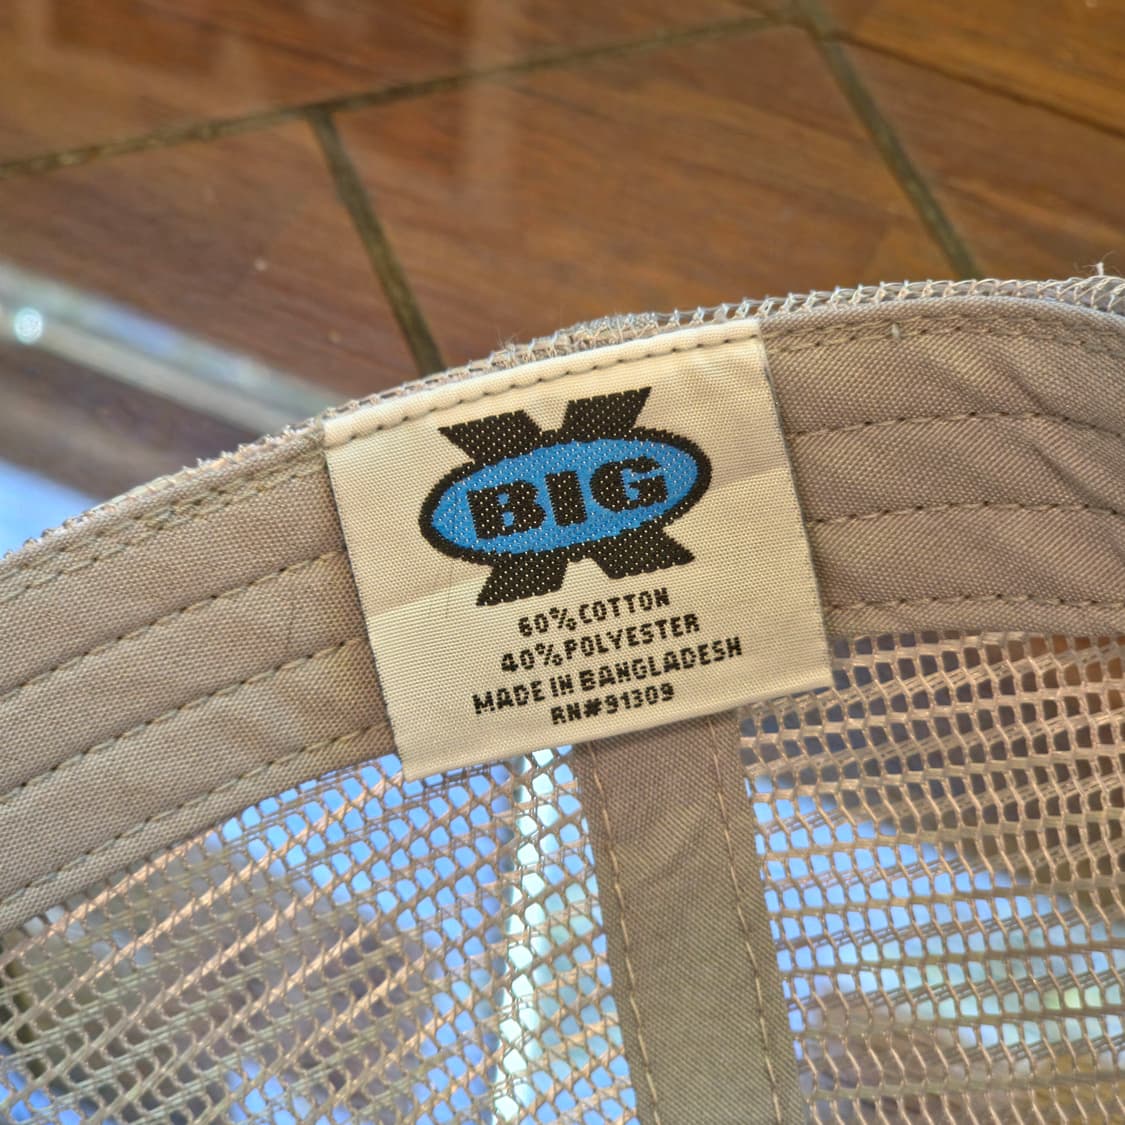 BIG
X
60% COTTON
40% POLYESTER
MADE IN BANGLADESH
RN#91309